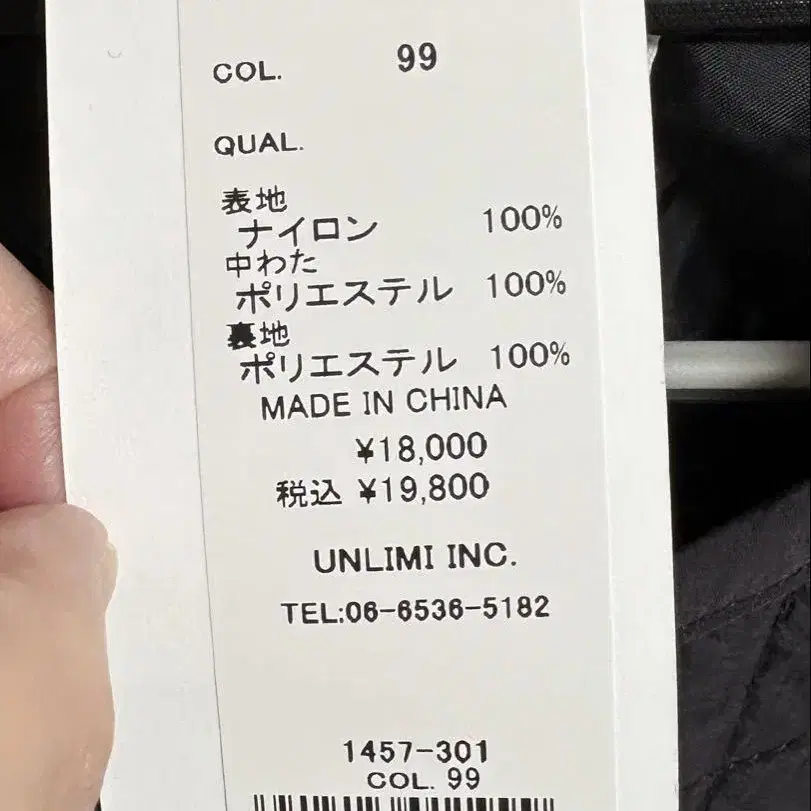 COL. 99
QUAL.
表地
ナイロン 100%
中わた
ポリエステル 100%
裏地
ポリエステル 100%
MADE IN CHINA
¥18,000
税込 ¥19,800
UNLIMI INC.
TEL:06-6536-5182
1457-301
COL. 99